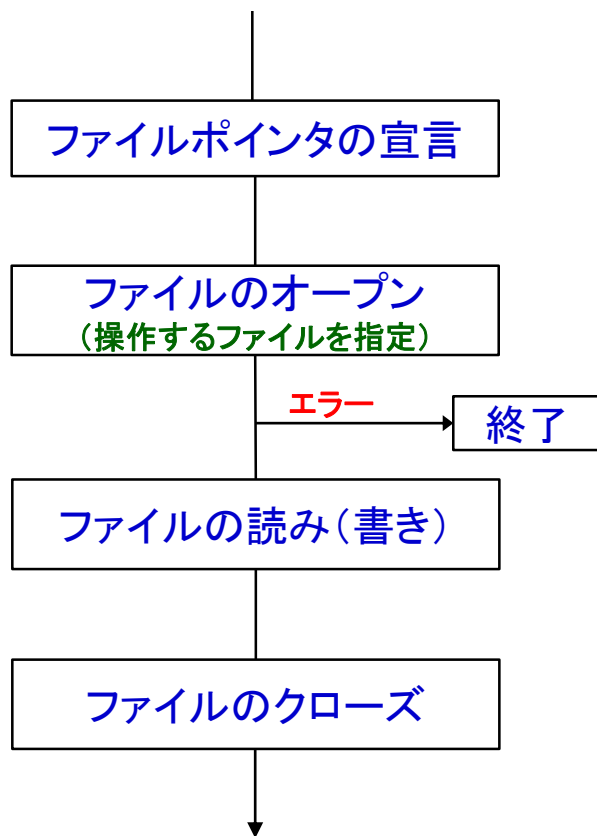 ファイルポインタの宣言
ファイルのオープン
（操作するファイルを指定）
エラー
終了
ファイルの読み（書き）
ファイルのクローズ